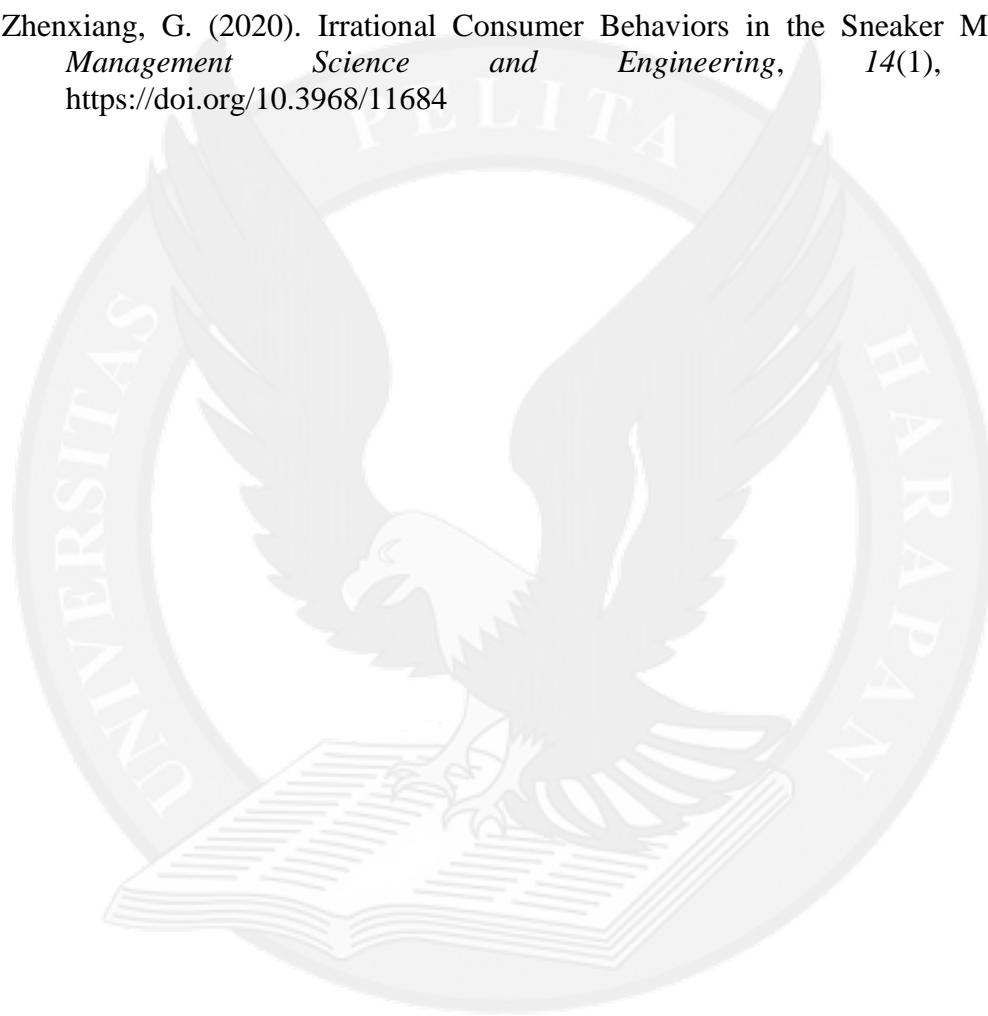 Zhenxiang, G. (2020). Irrational Consumer Behaviors in the Sneaker M
Management Science and Engineering, 14(1),
https://doi.org/10.3968/11684
UNIVERSITAS
PELITA
HARAPAN